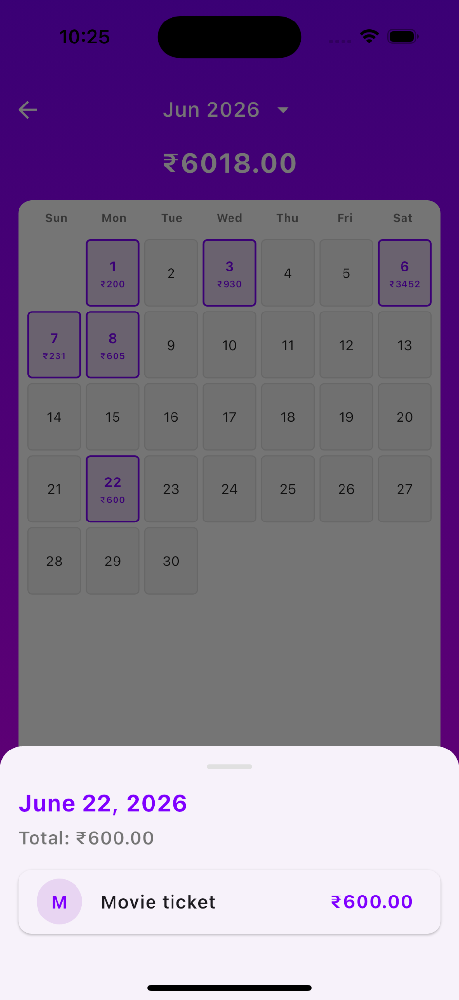 10:25
Jun 2026
₹6018.00
Sun Mon Tue Wed Thu Fri Sat
1 2 3 4 5 6
₹200 ₹930 ₹3452
7 8 9 10 11 12 13
₹231 ₹605
14 15 16 17 18 19 20
21 22 23 24 25 26 27
₹600
28 29 30
June 22, 2026
Total: ₹600.00
M Movie ticket ₹600.00